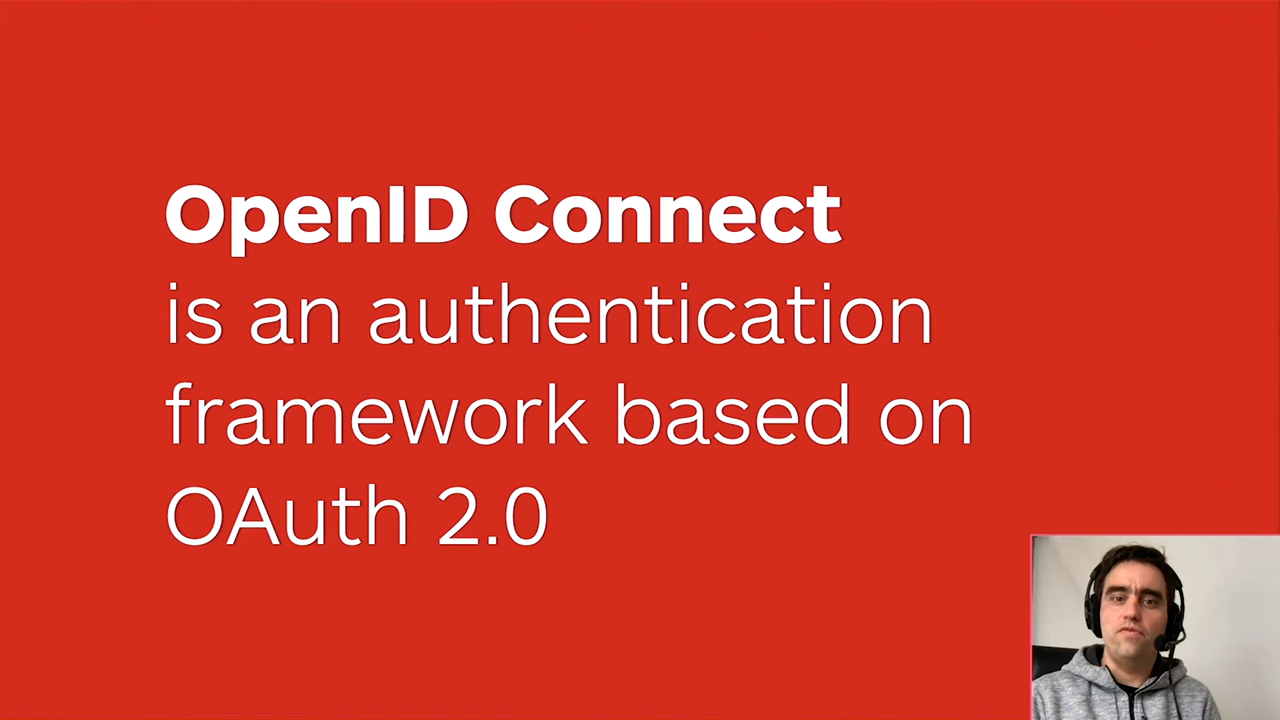 OpenID Connect
is an authentication
framework based on
OAuth 2.0